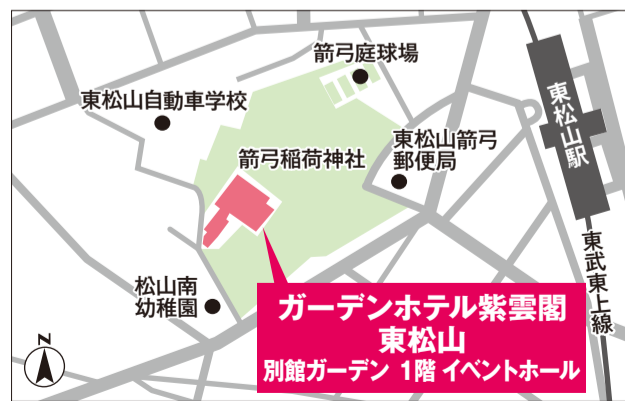 箭弓庭球場
東松山自動車学校
東松山駅
東松山箭弓
郵便局
箭弓稲荷神社
東武東上線
松山南
幼稚園
ガーデンホテル紫雲閣
東松山
別館ガーデン 1階 イベントホール
N